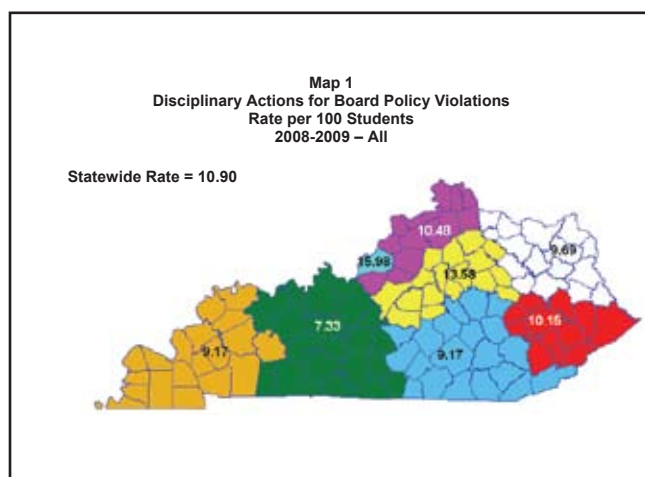 Map 1
Disciplinary Actions for Board Policy Violations
Rate per 100 Students
2008-2009 – All
Statewide Rate = 10.90
10.48
15.98
9.69
13.58
7.33
10.15
9.17
9.17